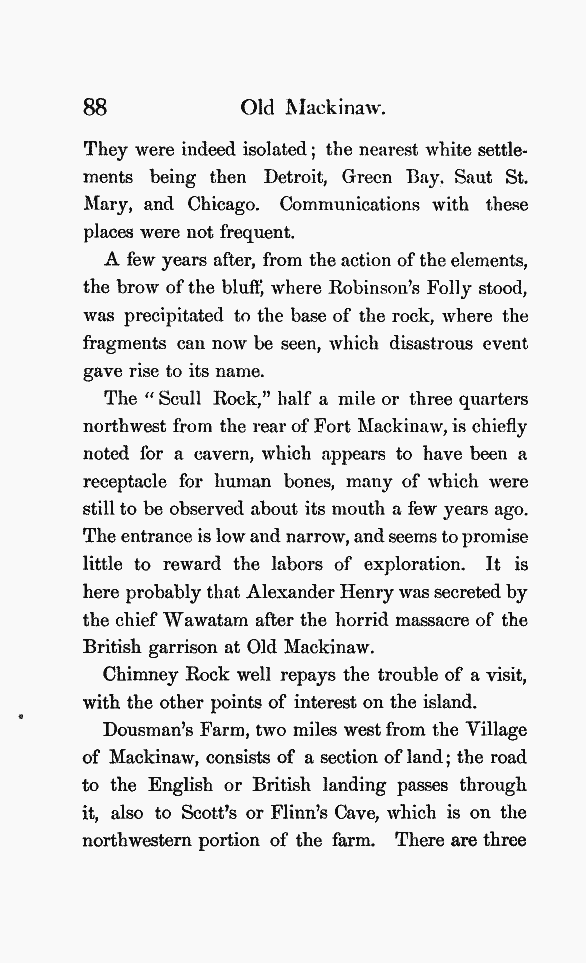 88 Old Mackinaw.
They were indeed isolated; the nearest white settle-
ments being then Detroit, Green Bay. Saut St.
Mary, and Chicago. Communications with these
places were not frequent.
A few years after, from the action of the elements,
the brow of the bluff, where Robinson's Folly stood,
was precipitated to the base of the rock, where the
fragments can now be seen, which disastrous event
gave rise to its name.
The "Scull Rock," half a mile or three quarters
northwest from the rear of Fort Mackinaw, is chiefly
noted for a cavern, which appears to have been a
receptacle for human bones, many of which were
still to be observed about its mouth a few years ago.
The entrance is low and narrow, and seems to promise
little to reward the labors of exploration. It is
here probably that Alexander Henry was secreted by
the chief Wawatam after the horrid massacre of the
British garrison at Old Mackinaw.
Chimney Rock well repays the trouble of a visit,
with the other points of interest on the island.
Dousman's Farm, two miles west from the Village
of Mackinaw, consists of a section of land; the road
to the English or British landing passes through
it, also to Scott's or Flinn's Cave, which is on the
northwestern portion of the farm. There are three